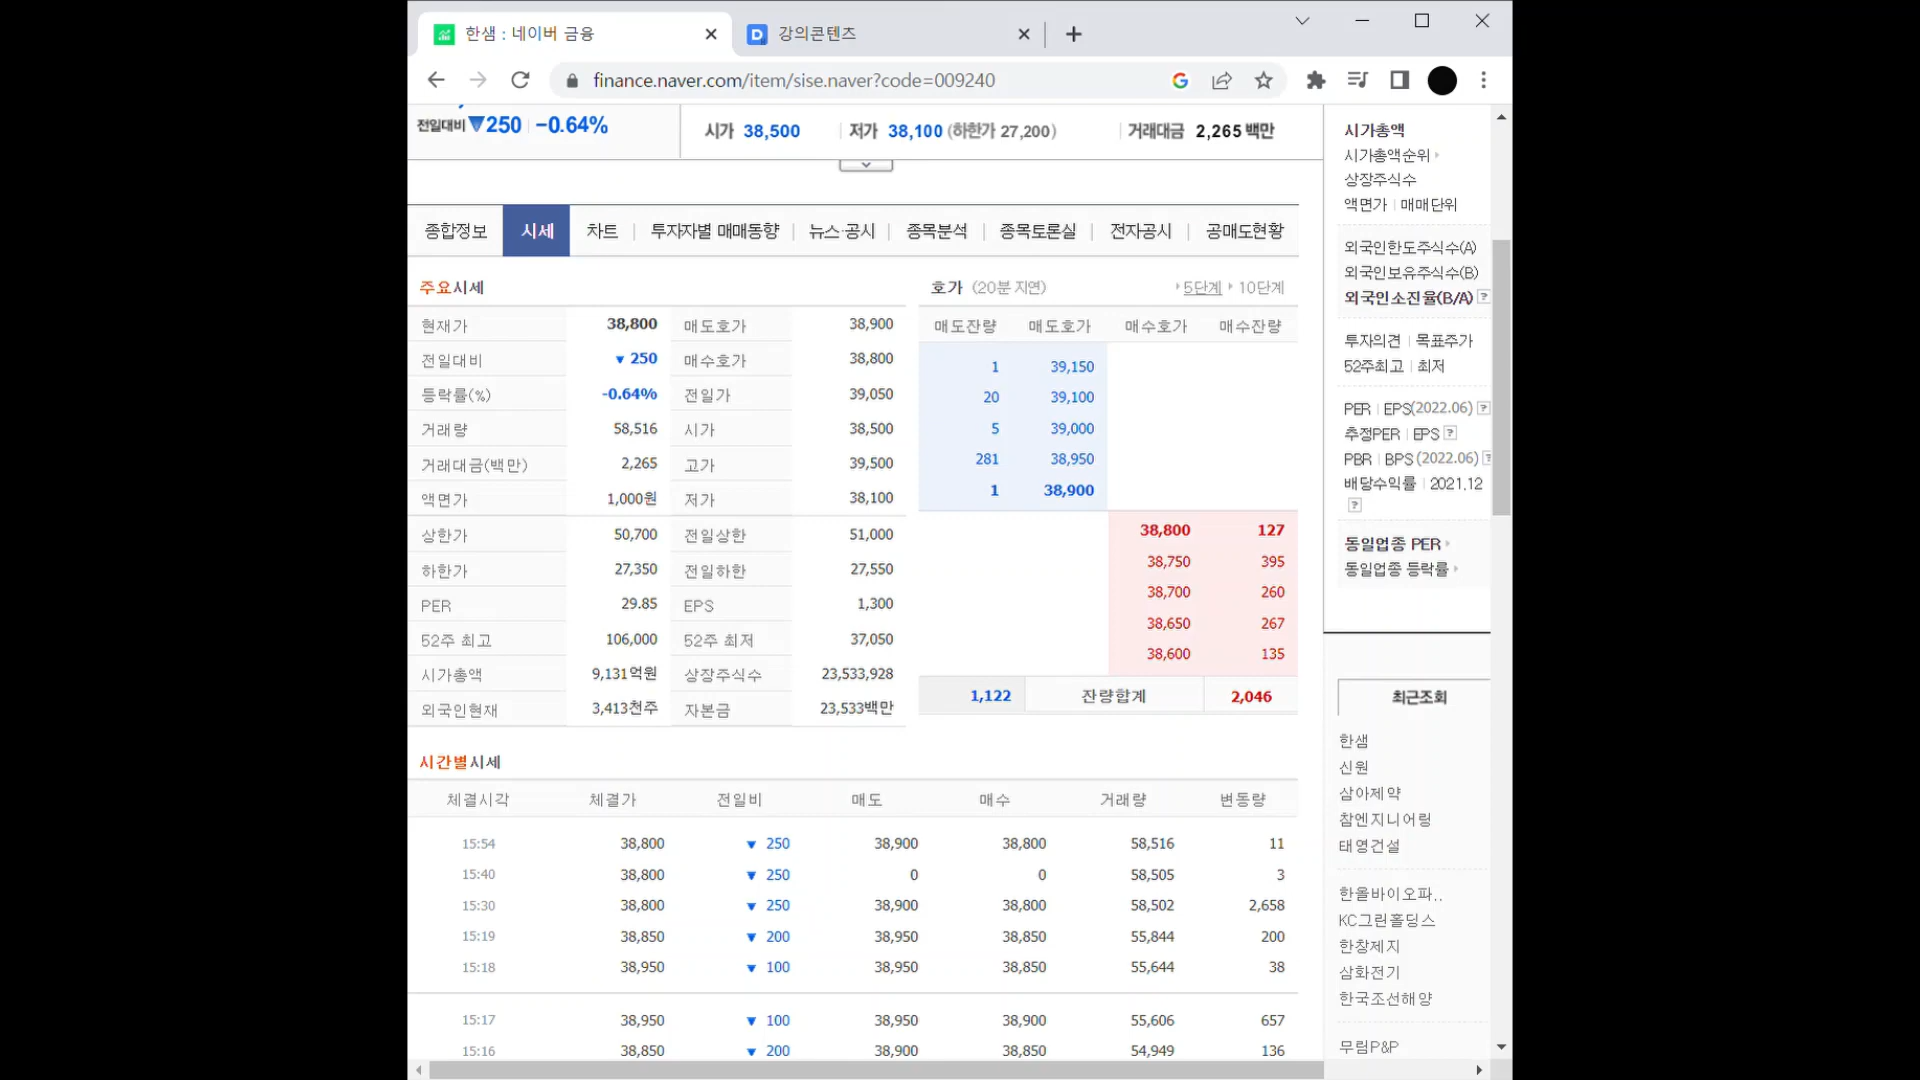 한샘 : 네이버 금융
강의콘텐츠
finance.naver.com/item/sise.naver?code=009240
전일대비 ▼250 | -0.64%
시가 38,500 | 저가 38,100 (하한가 27,200) | 거래대금 2,265 백만
종합정보 시세 차트 | 투자자별 매매동향 | 뉴스·공시 | 종목분석 | 종목토론실 | 전자공시 | 공매도현황
주요시세
현재가 38,800 매도호가 38,900
전일대비 ▼ 250 매수호가 38,800
등락률(%) -0.64% 전일가 39,050
거래량 58,516 시가 38,500
거래대금(백만) 2,265 고가 39,500
액면가 1,000원 저가 38,100
상한가 50,700 전일상한 51,000
하한가 27,350 전일하한 27,550
PER 29.85 EPS 1,300
52주 최고 106,000 52주 최저 37,050
시가총액 9,131억원 상장주식수 23,533,928
외국인현재 3,413천주 자본금 23,533백만
호가 (20분 지연) 5단계 10단계
매도잔량 매도호가 매수호가 매수잔량
1 39,150
20 39,100
5 39,000
281 38,950
1 38,900
38,800 127
38,750 395
38,700 260
38,650 267
38,600 135
1,122 잔량합계 2,046
시간별시세
체결시각 체결가 전일비 매도 매수 거래량 변동량
15:54 38,800 ▼ 250 38,900 38,800 58,516 11
15:40 38,800 ▼ 250 0 0 58,505 3
15:30 38,800 ▼ 250 38,900 38,800 58,502 2,658
15:19 38,850 ▼ 200 38,950 38,850 55,844 200
15:18 38,950 ▼ 100 38,950 38,850 55,644 38
15:17 38,950 ▼ 100 38,950 38,900 55,606 657
15:16 38,850 ▼ 200 38,900 38,850 54,949 136
시가총액
시가총액순위
상장주식수
액면가 | 매매단위
외국인한도주식수(A)
외국인보유주식수(B)
외국인소진율(B/A) ?
투자의견 | 목표주가
52주최고 | 최저
PER | EPS(2022.06) ?
추정PER | EPS ?
PBR | BPS (2022.06) ?
배당수익률 | 2021.12
?
동일업종 PER
동일업종 등락률
최근조회
한샘
신원
삼아제약
참엔지니어링
태영건설
한올바이오파..
KC그린홀딩스
한창제지
삼화전기
한국조선해양
무림P&P